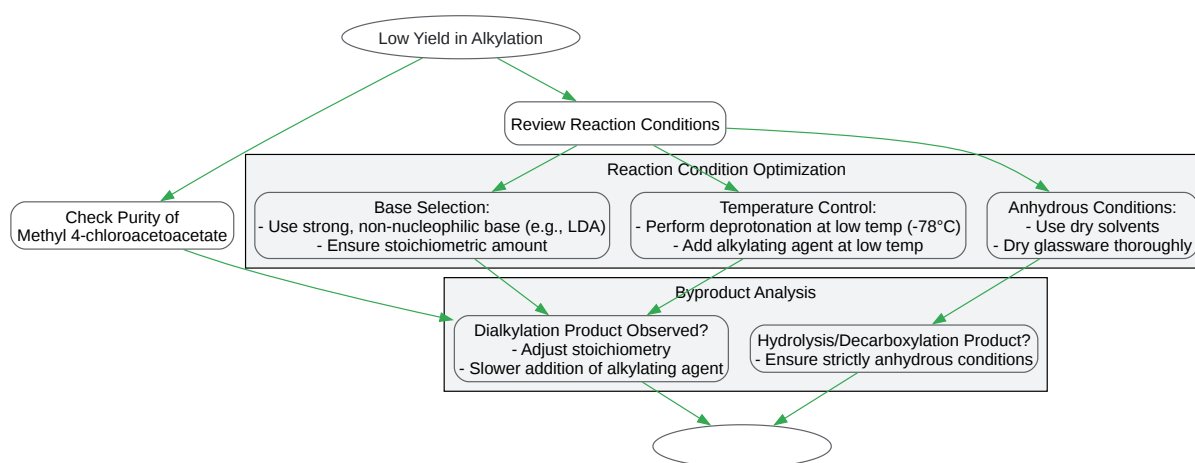 Low Yield in Alkylation
Review Reaction Conditions
Reaction Condition Optimization
Check Purity of
Methyl 4-chloroacetoacetate
Base Selection:
- Use strong, non-nucleophilic base (e.g., LDA)
- Ensure stoichiometric amount
Temperature Control:
- Perform deprotonation at low temp (-78°C)
- Add alkylating agent at low temp
Anhydrous Conditions:
- Use dry solvents
- Dry glassware thoroughly
Byproduct Analysis
Dialkylation Product Observed?
- Adjust stoichiometry
- Slower addition of alkylating agent
Hydrolysis/Decarboxylation Product?
- Ensure strictly anhydrous conditions